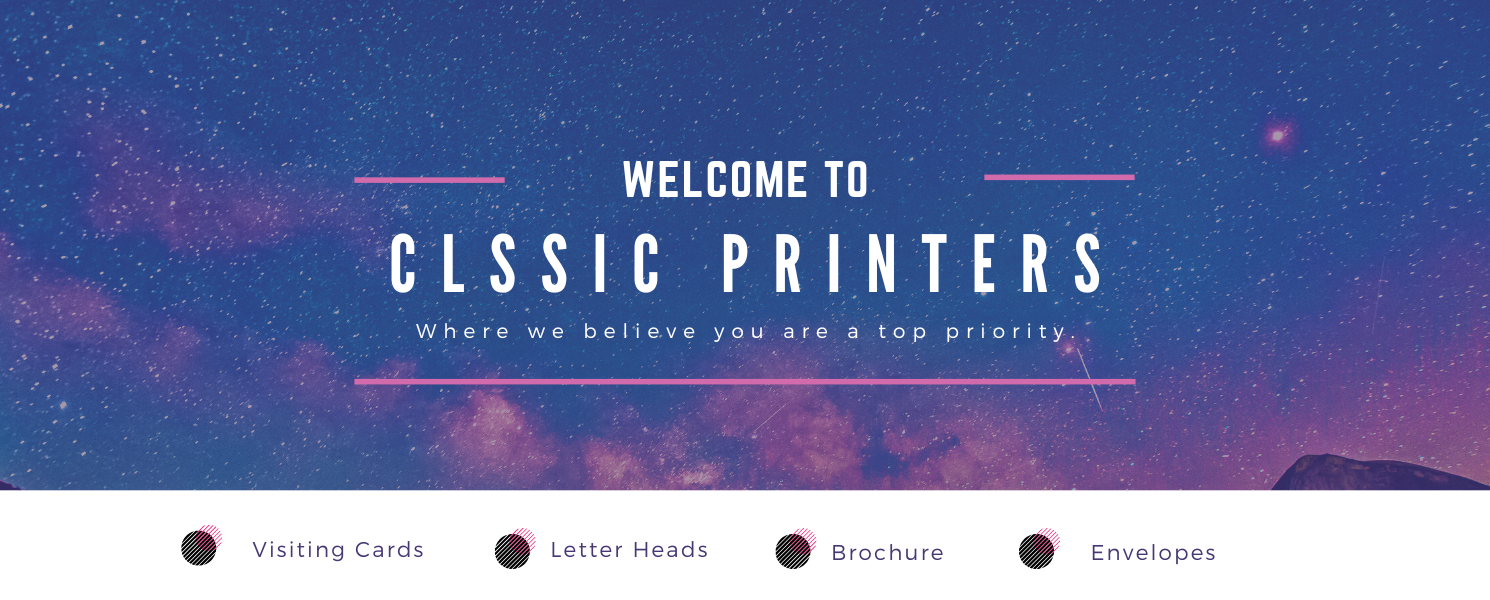 WELCOME TO
CLSSIC PRINTERS
Where we believe you are a top priority.
Visiting Cards
Letter Heads
Brochure
Envelopes